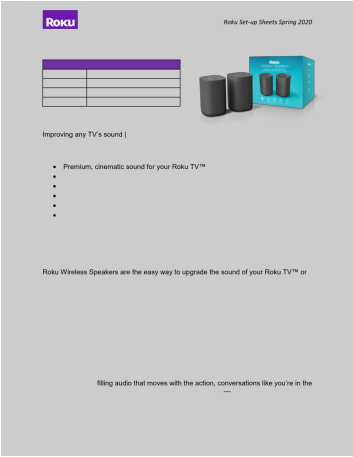 Roku
Roku Set-up Sheets Spring 2020
Roku
Improving any TV's sound |
• Premium, cinematic sound for your Roku TV™
•
•
•
•
•
Roku Wireless Speakers are the easy way to upgrade the sound of your Roku TV™ or
filling audio that moves with the action, conversations like you're in the
—